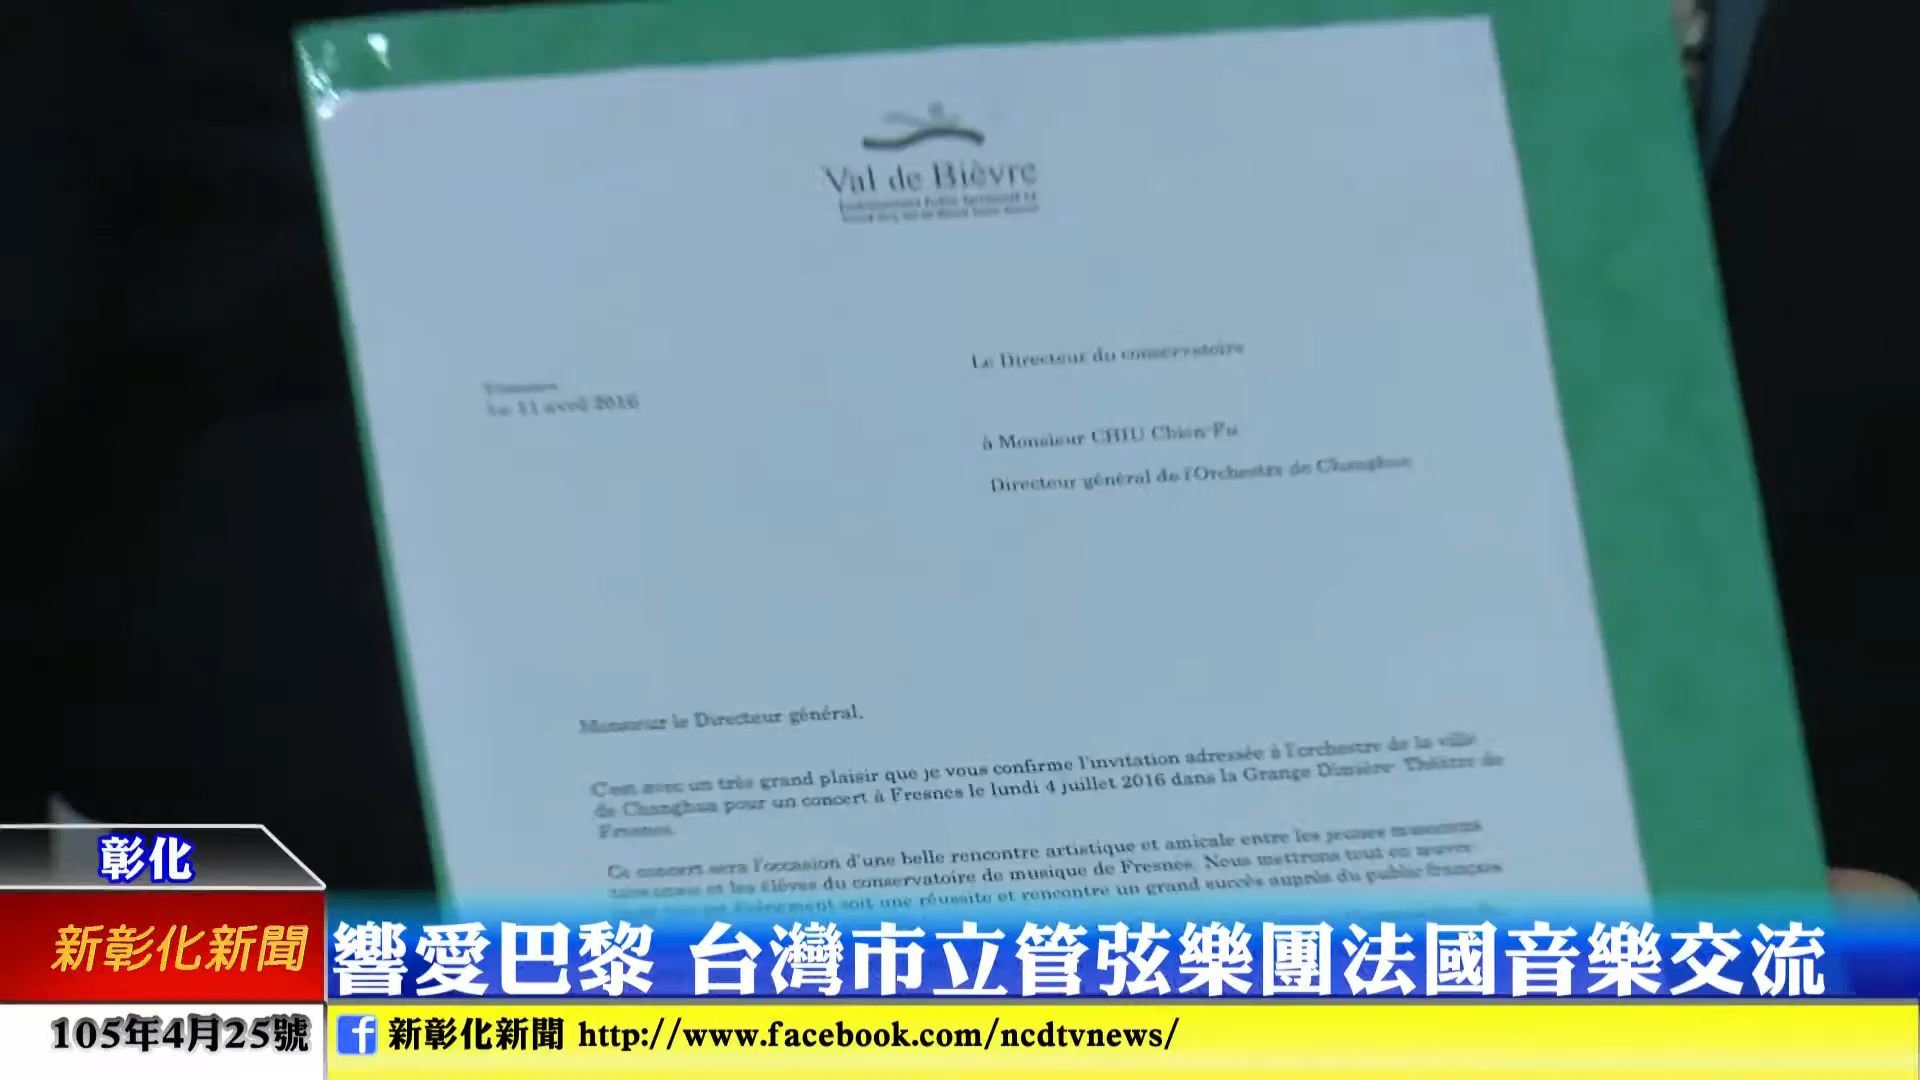 Val de Bièvre
Le Directeur du conservatoire
Le 11 avril 2016
à Monsieur CHIU Chien-Fu
Directeur général de l'Orchestre de Changhua
Monsieur le Directeur général,
C'est avec un très grand plaisir que je vous confirme l'invitation adressée à l'orchestre de la ville
de Changhua pour un concert à Fresnes le lundi 4 juillet 2016 dans la Grange Dimière- Théâtre de
Fresnes.
Ce concert sera l'occasion d'une belle rencontre artistique et amicale entre les jeunes musiciens
et les élèves du conservatoire de musique de Fresnes. Nous mettrons tout en œuvre
évènement soit une réussite et rencontre un grand succès auprès du public français
彰化
新彰化新聞
響愛巴黎 台灣市立管弦樂團法國音樂交流
105年4月25號
新彰化新聞 http://www.facebook.com/ncdtvnews/